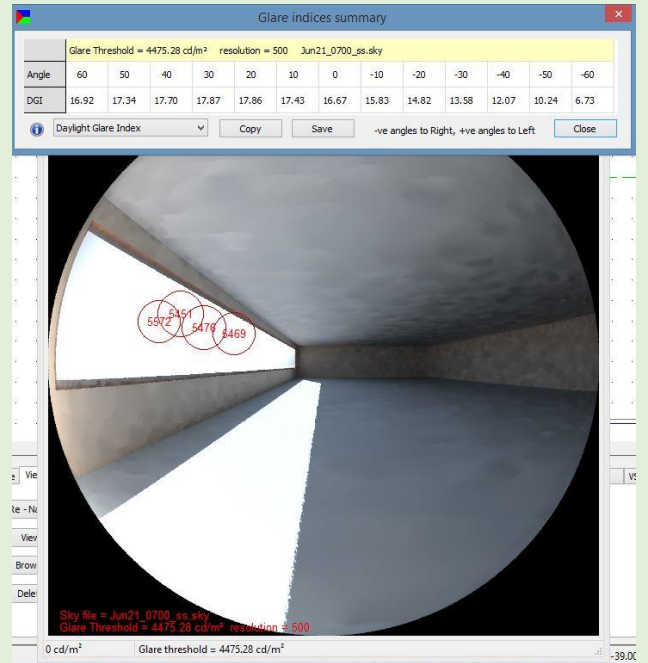 Glare indices summary
Glare Threshold = 4475.28 cd/m² resolution = 500 Jun21_0700_ss.sky
Angle 60 50 40 30 20 10 0 -10 -20 -30 -40 -50 -60
DGI 16.92 17.34 17.70 17.87 17.86 17.43 16.67 15.83 14.82 13.58 12.07 10.24 6.73
Daylight Glare Index Copy Save -ve angles to Right, +ve angles to Left Close
5451
5572
5476
5469
Vie
View
Brow
Sky file = Jun21_0700_ss.sky
Glare Threshold = 4475.28 cd/m² resolution = 500
0 cd/m² Glare threshold = 4475.28 cd/m²
-39.00